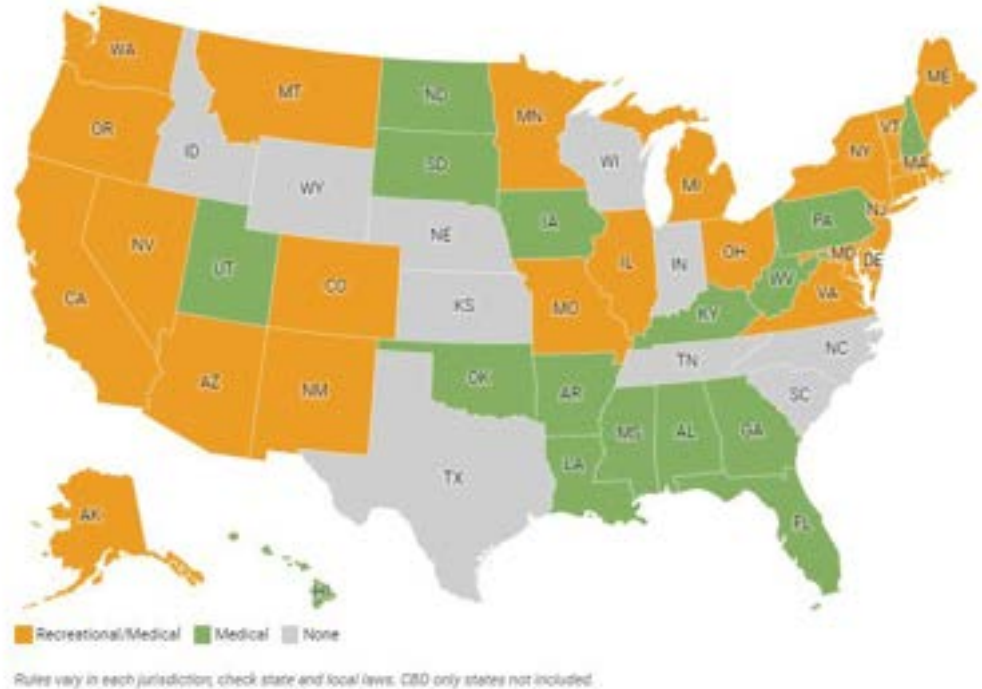 WA
MT
ND
MN
ME
OR
ID
SD
WI
VT
NY
MA
WY
MI
IA
PA
NJ
NV
NE
UT
CO
IL
IN
OH
MD
DE
CA
WV
VA
KS
MO
KY
AZ
NM
OK
AR
TN
NC
SC
MS
AL
GA
LA
TX
FL
AK
HI
Recreational/Medical Medical None
Rules vary in each jurisdiction, check state and local laws. CBD only states not included.